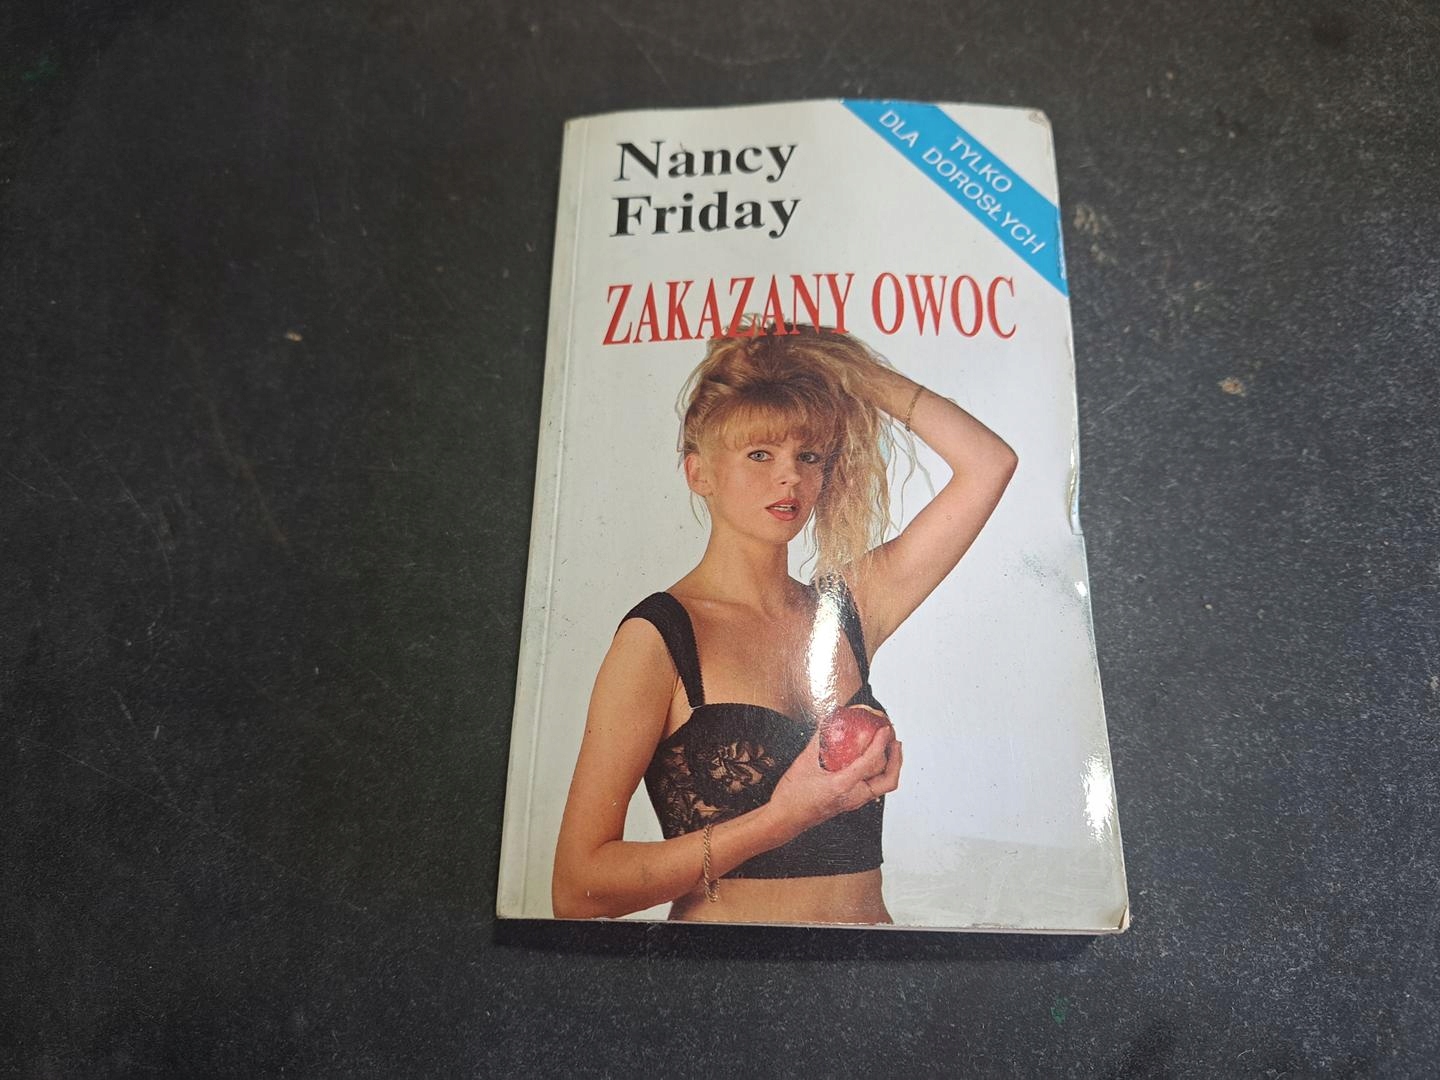 Nancy
Friday
TYLKO
DLA DOROSŁYCH
ZAKAZANY OWOC